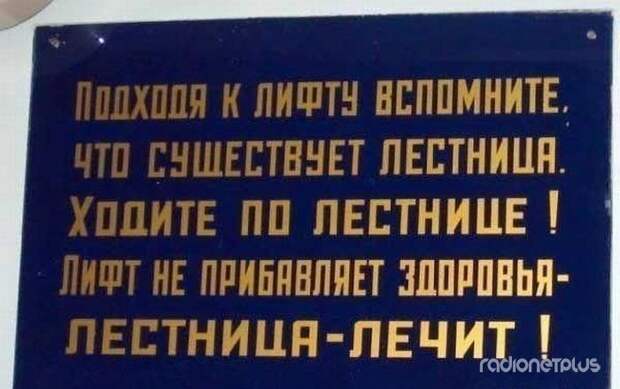 Подходя к лифту вспомните,
что существует лестница.
Ходите по лестнице !
Лифт не прибавляет здоровья-
лестница-лечит !
radionetplus